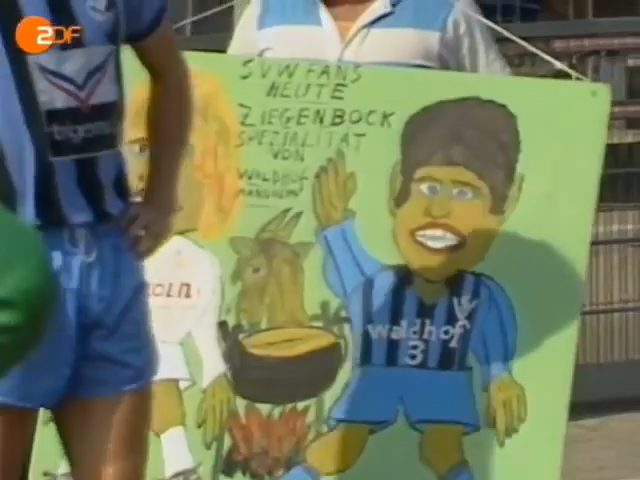 ZDF
SVW FANS
HEUTE
ZIEGENBOCK
SPEZIALITÄT
VON
WALDHOF
MANNHEIM
KÖLN
waldhof
3